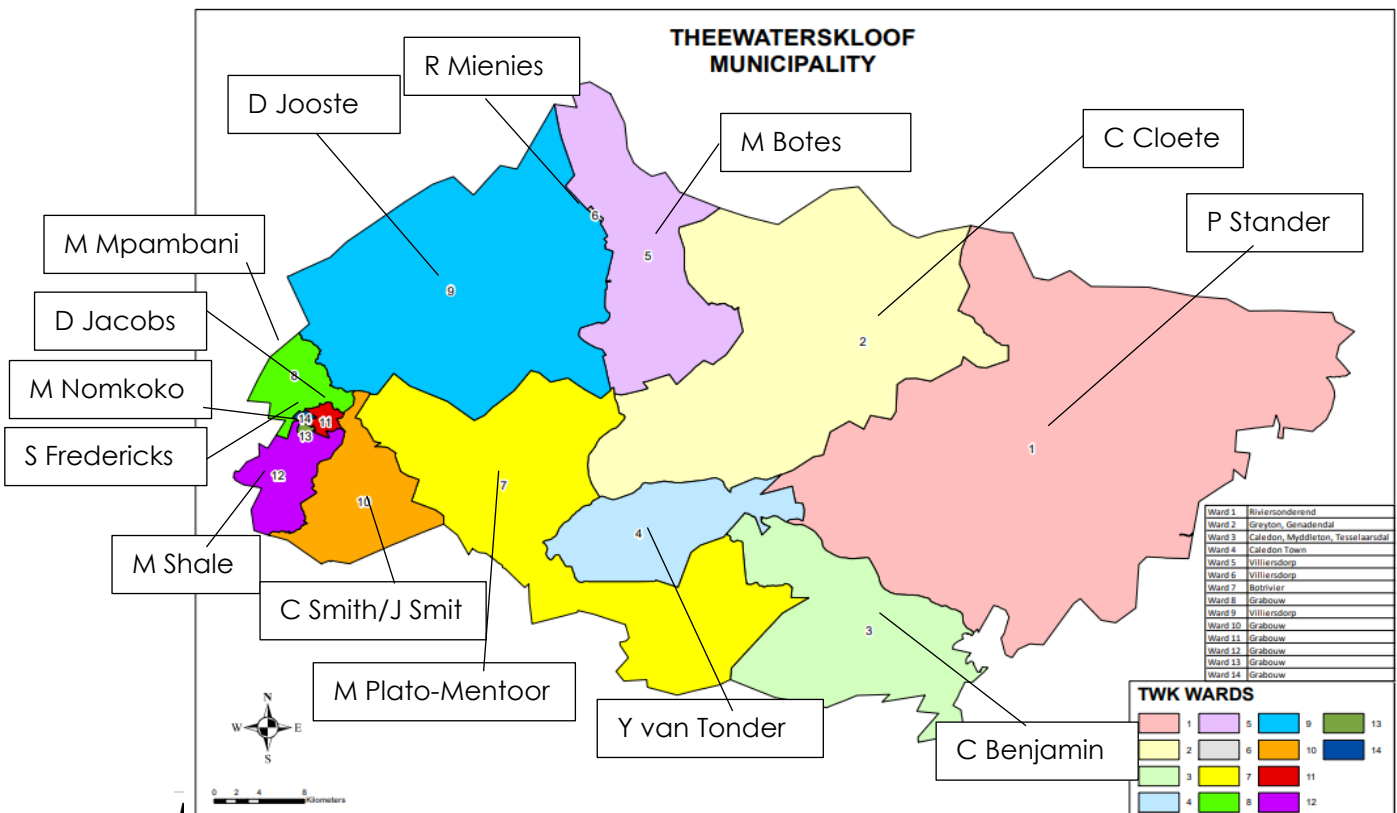 THEEWATERSKLOOF
MUNICIPALITY
R Mienies
D Jooste
M Botes
C Cloete
P Stander
M Mpambani
D Jacobs
M Nomkoko
S Fredericks
M Shale
C Smith/J Smit
M Plato-Mentoor
Y van Tonder
C Benjamin
6
5
9
2
8
14
11
13
1
12
7
10
4
3
Ward 1 Riviersonderend
Ward 2 Greyton, Genadendal
Ward 3 Caledon, Myddleton, Tesselaarsdal
Ward 4 Caledon Town
Ward 5 Villiersdorp
Ward 6 Villiersdorp
Ward 7 Botrivier
Ward 8 Grabouw
Ward 9 Villiersdorp
Ward 10 Grabouw
Ward 11 Grabouw
Ward 12 Grabouw
Ward 13 Grabouw
Ward 14 Grabouw
TWK WARDS
1 5 9 13
2 6 10 14
3 7 11
4 8 12
N
W E
S
0 2 4 8
Kilometers